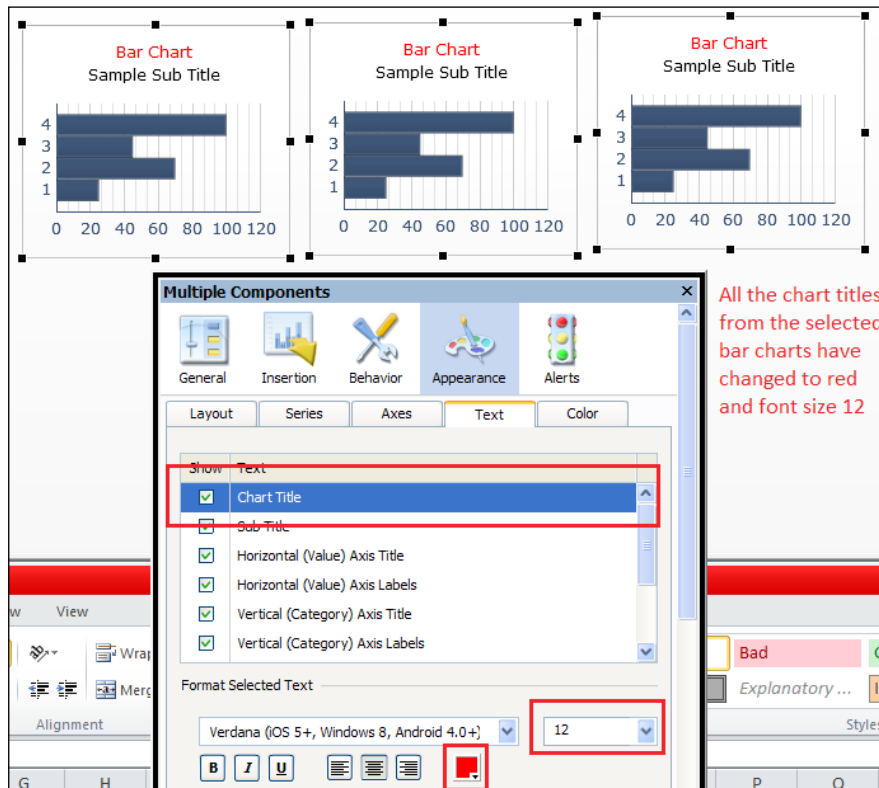 Bar Chart
Sample Sub Title
4
3
2
1
0 20 40 60 80 100 120
Bar Chart
Sample Sub Title
4
3
2
1
0 20 40 60 80 100 120
Bar Chart
Sample Sub Title
4
3
2
1
0 20 40 60 80 100 120
All the chart titles
from the selected
bar charts have
changed to red
and font size 12
Multiple Components
General Insertion Behavior Appearance Alerts
Layout Series Axes Text Color
Show Text
Chart Title
Sub Title
Horizontal (Value) Axis Title
Horizontal (Value) Axis Labels
Vertical (Category) Axis Title
Vertical (Category) Axis Labels
Format Selected Text
Verdana (iOS 5+, Windows 8, Android 4.0+) 12
B I U
w View
Wrap
Merg
Alignment
Bad
Explanatory ...
Styles
G H P Q